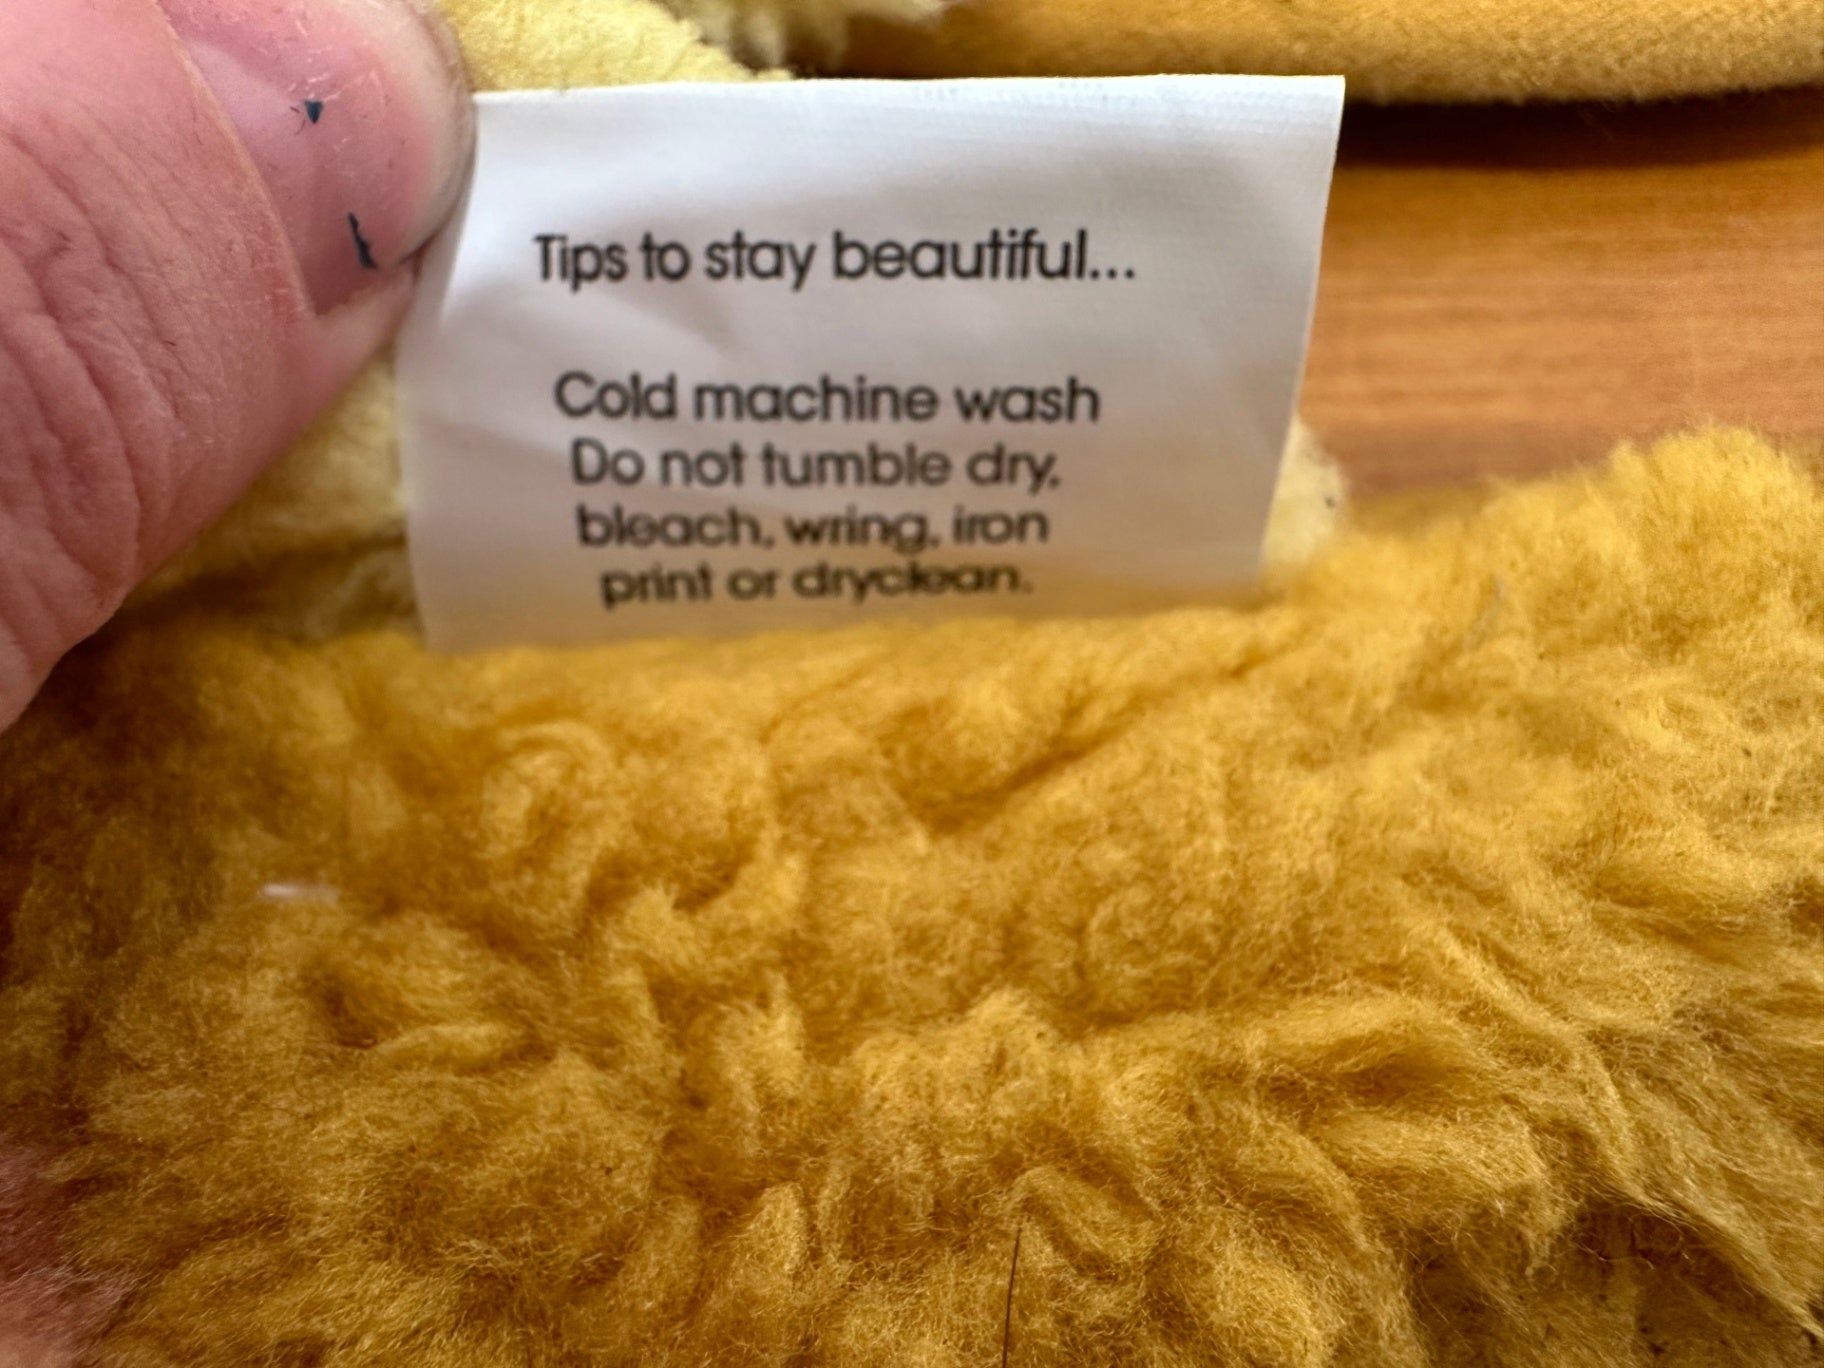 Tips to stay beautiful...
Cold machine wash
Do not tumble dry,
bleach, wring, iron
print or dryclean.